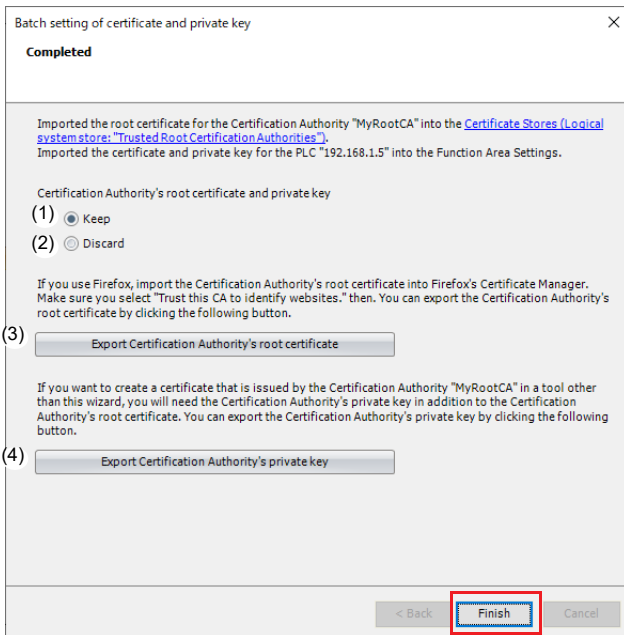 Batch setting of certificate and private key
Completed
Imported the root certificate for the Certification Authority "MyRootCA" into the Certificate Stores (Logical
system store: "Trusted Root Certification Authorities").
Imported the certificate and private key for the PLC "192.168.1.5" into the Function Area Settings.
Certification Authority's root certificate and private key
(1) Keep
(2) Discard
If you use Firefox, import the Certification Authority's root certificate into Firefox's Certificate Manager.
Make sure you select "Trust this CA to identify websites." then. You can export the Certification Authority's
root certificate by clicking the following button.
(3) Export Certification Authority's root certificate
If you want to create a certificate that is issued by the Certification Authority "MyRootCA" in a tool other
than this wizard, you will need the Certification Authority's private key in addition to the Certification
Authority's root certificate. You can export the Certification Authority's private key by clicking the following
button.
(4) Export Certification Authority's private key
< Back Finish Cancel